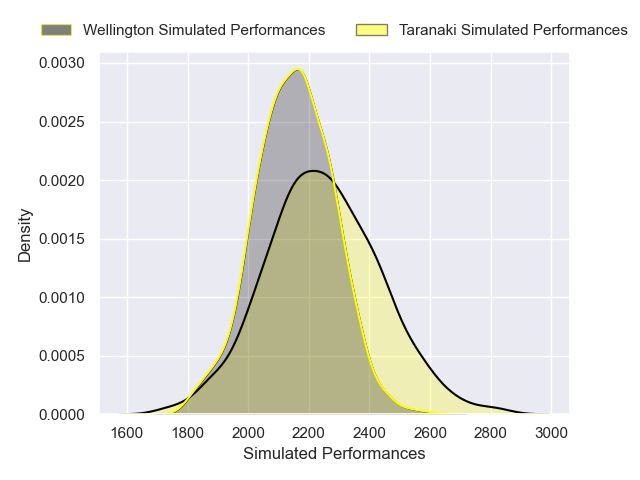 Wellington Simulated Performances
Taranaki Simulated Performances
0.0030
0.0025
0.0020
0.0015
0.0010
0.0005
0.0000
Density
1600 1800 2000 2200 2400 2600 2800 3000
Simulated Performances